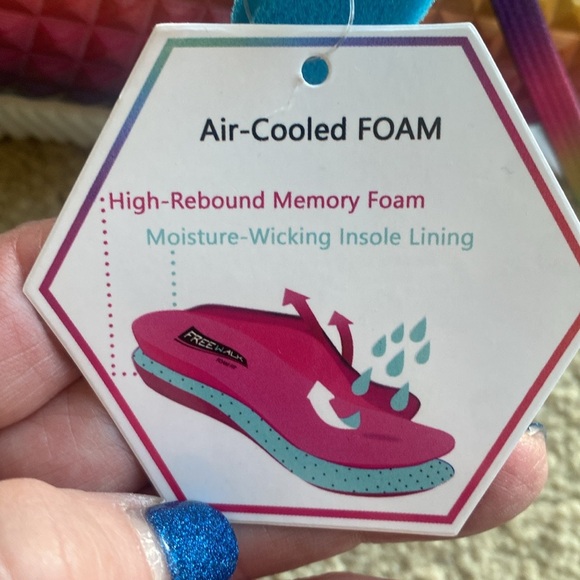 Air-Cooled FOAM
High-Rebound Memory Foam
Moisture-Wicking Insole Lining
FREEWALK